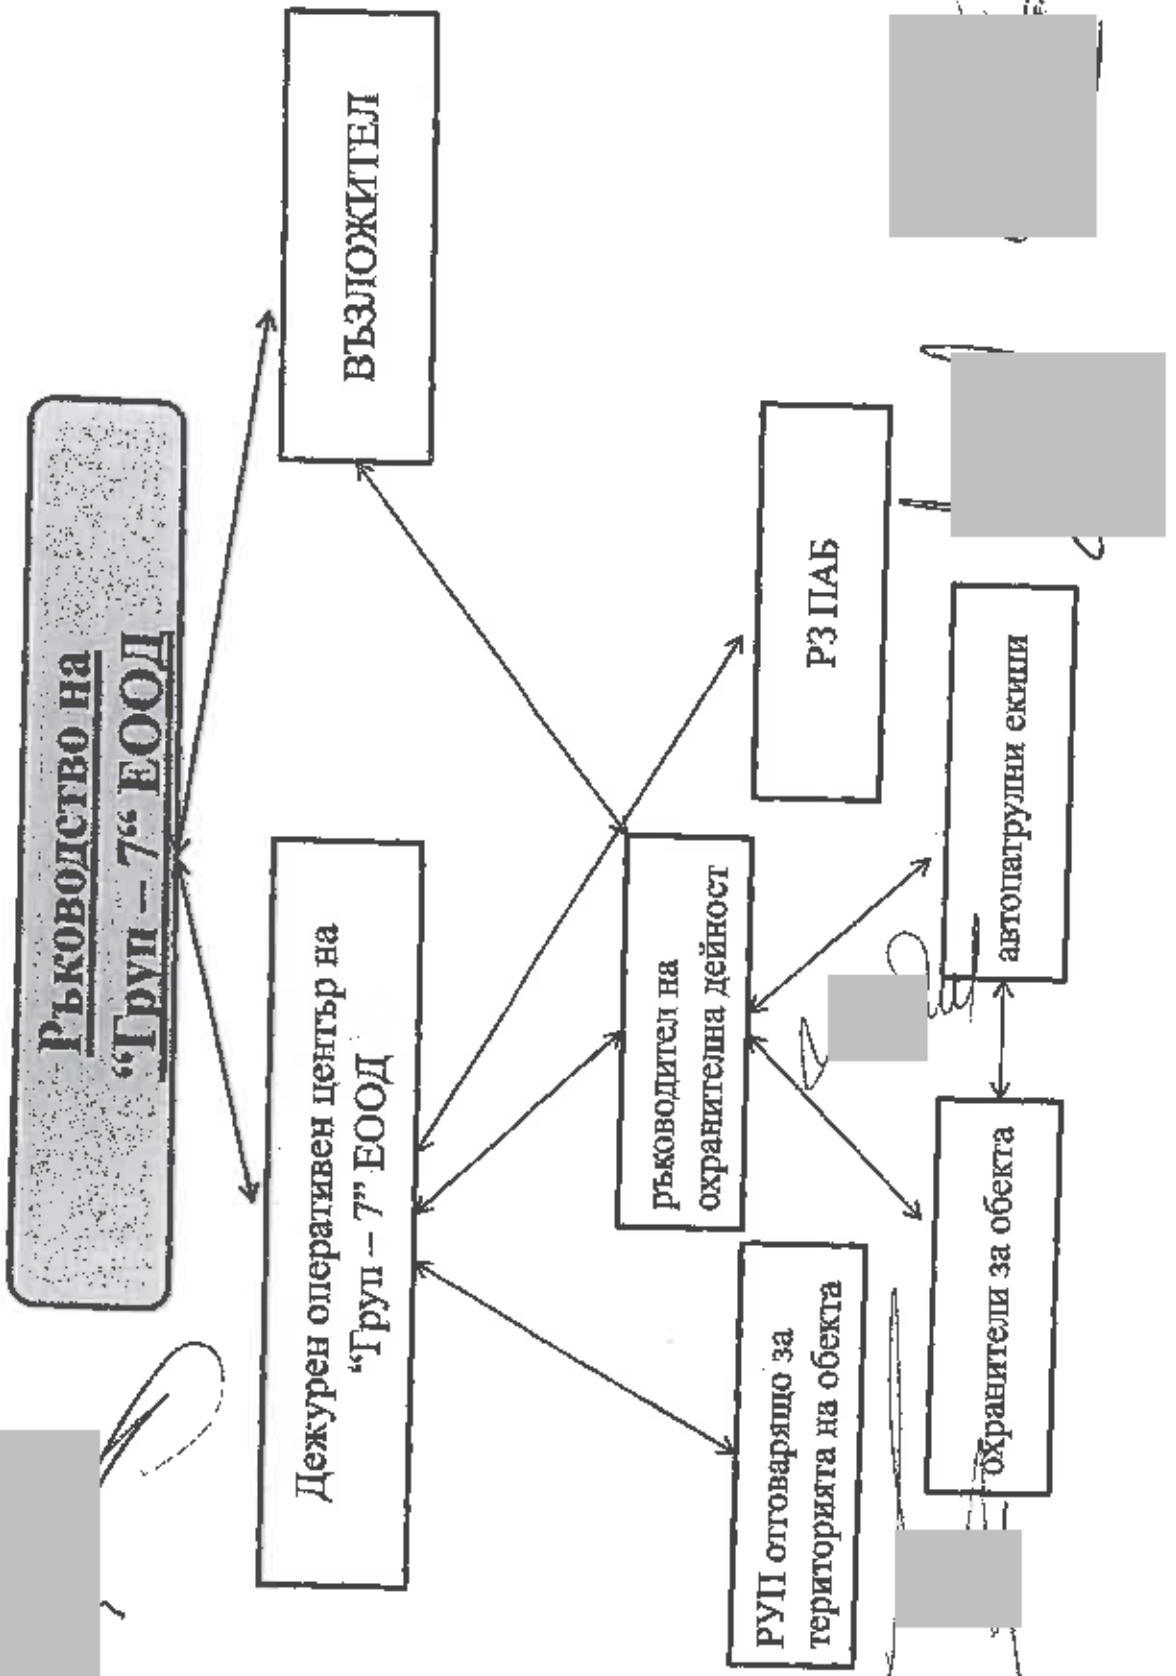 Ръководство на
“Груп – 7“ ЕООД
Дежурен оперативен център на
“Груп – 7” ЕООД
ВЪЗЛОЖИТЕЛ
ръководител на
охранителна дейност
РУП отговарящо за
територията на обекта
РЗ ПАБ
охранители за обекта
автопатрулни екипи